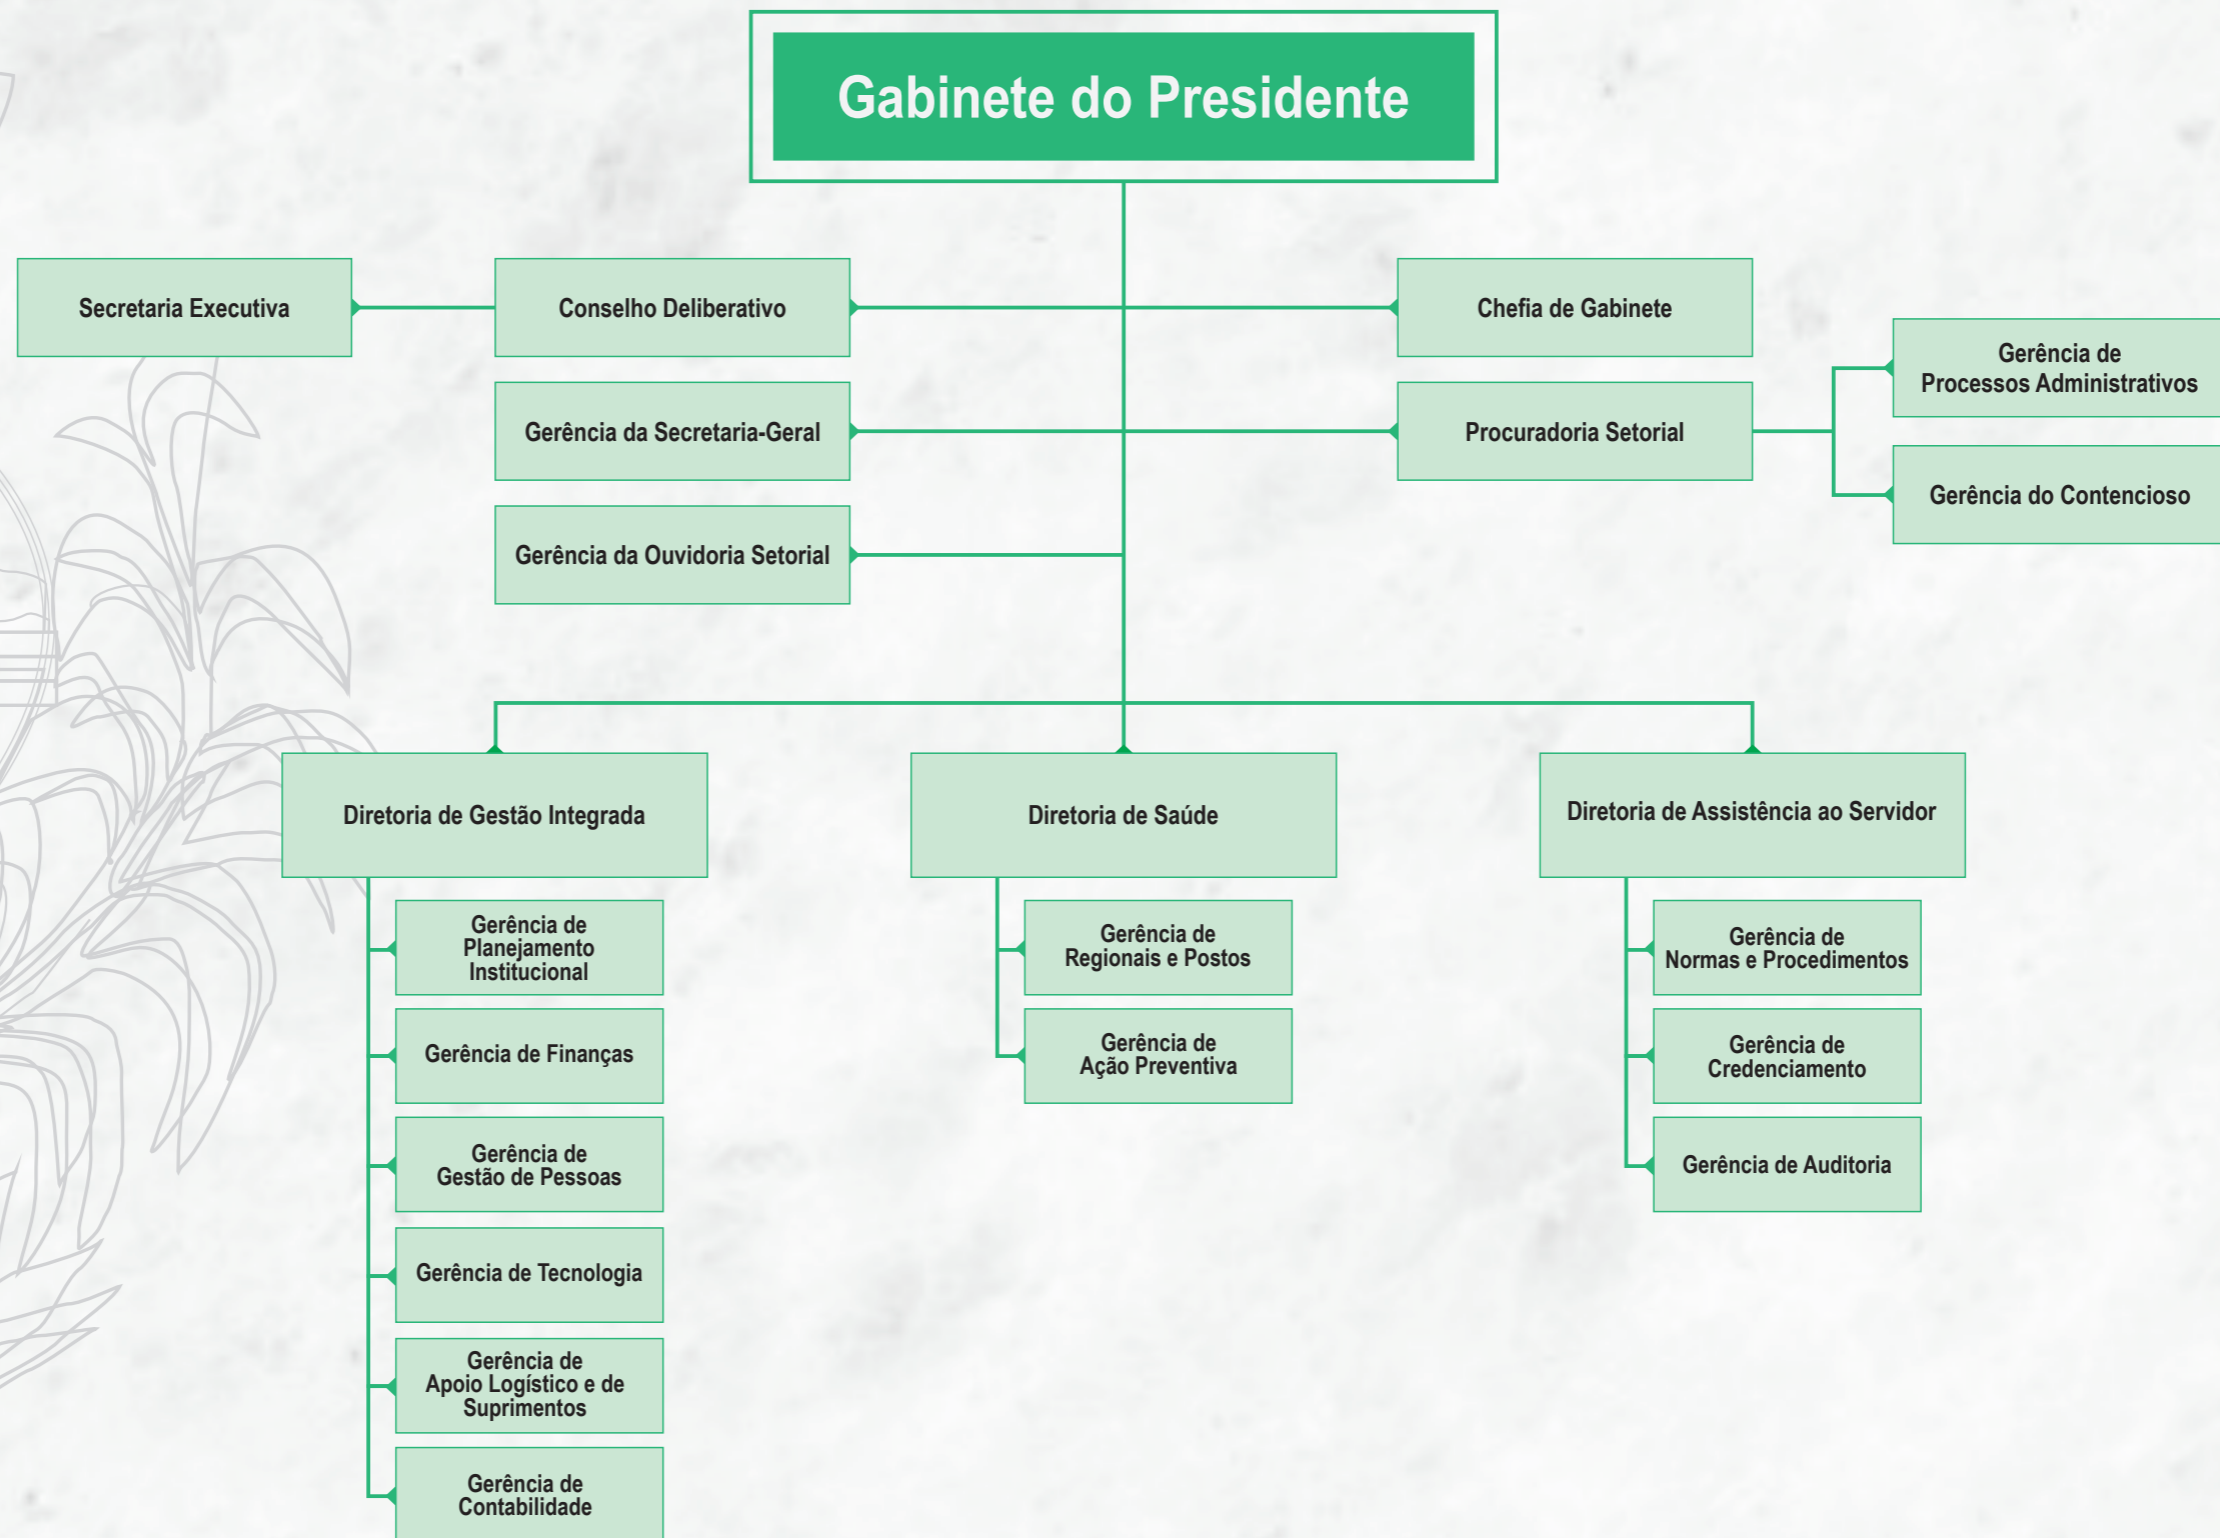 Gabinete do Presidente
Secretaria Executiva
Conselho Deliberativo
Chefia de Gabinete
Gerência da Secretaria-Geral
Procuradoria Setorial
Gerência de
Processos Administrativos
Gerência do Contencioso
Gerência da Ouvidoria Setorial
Diretoria de Gestão Integrada
Gerência de
Planejamento
Institucional
Gerência de Finanças
Gerência de
Gestão de Pessoas
Gerência de Tecnologia
Gerência de
Apoio Logístico e de
Suprimentos
Gerência de
Contabilidade
Diretoria de Saúde
Gerência de
Regionais e Postos
Gerência de
Ação Preventiva
Diretoria de Assistência ao Servidor
Gerência de
Normas e Procedimentos
Gerência de
Credenciamento
Gerência de Auditoria